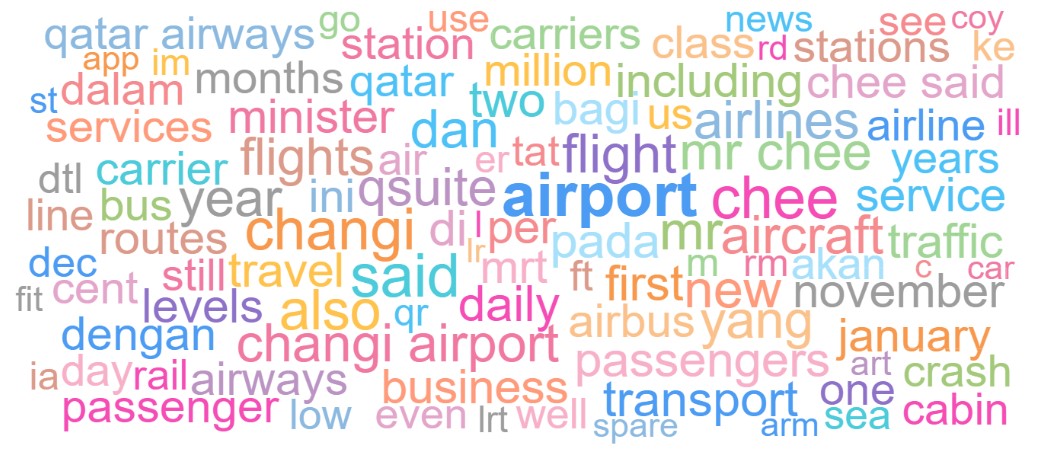 qatar airways go use news see coy
station carriers class rd stations ke
app im months qatar million including chee said
st dalam two bagi us airlines airline ill
services minister dan
flights air er tat flight mr chee years
dtl carrier ini qsuite airport chee service
line bus year
routes changi di l per pada mr aircraft traffic
dec still travel said lr mrt ft first new m rm akan c car
fit cent levels also qr daily november
dengan changi airport airbus yang january
ia day rail airways business passengers art crash
passenger low even lrt well transport one cabin
spare arm sea